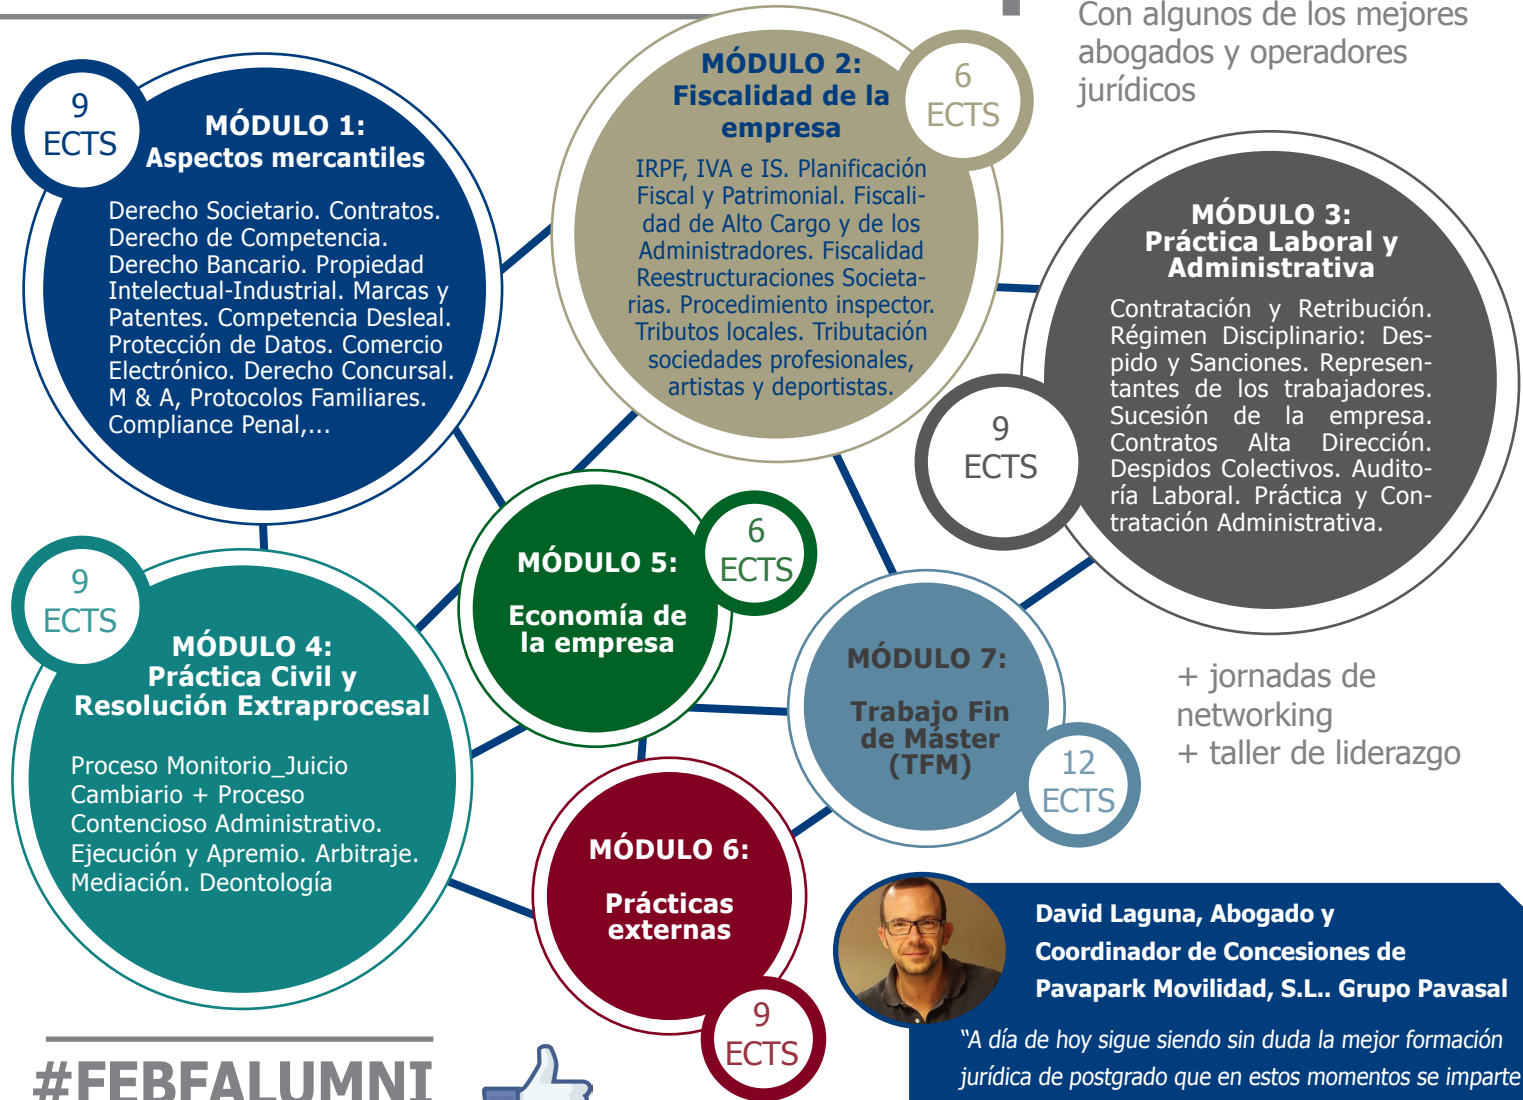 Con algunos de los mejores
abogados y operadores
jurídicos
9
ECTS
MÓDULO 1:
Aspectos mercantiles
Derecho Societario. Contratos.
Derecho de Competencia.
Derecho Bancario. Propiedad
Intelectual-Industrial. Marcas y
Patentes. Competencia Desleal.
Protección de Datos. Comercio
Electrónico. Derecho Concursal.
M & A, Protocolos Familiares.
Compliance Penal,...
MÓDULO 2:
Fiscalidad de la
empresa
6
ECTS
IRPF, IVA e IS. Planificación
Fiscal y Patrimonial. Fiscali-
dad de Alto Cargo y de los
Administradores. Fiscalidad
Reestructuraciones Societa-
rias. Procedimiento inspector.
Tributos locales. Tributación
sociedades profesionales,
artistas y deportistas.
MÓDULO 3:
Práctica Laboral y
Administrativa
Contratación y Retribución.
Régimen Disciplinario: Des-
pido y Sanciones. Represen-
tantes de los trabajadores.
Sucesión de la empresa.
Contratos Alta Dirección.
Despidos Colectivos. Audito-
ría Laboral. Práctica y Con-
tratación Administrativa.
9
ECTS
9
ECTS
MÓDULO 4:
Práctica Civil y
Resolución Extraprocesal
Proceso Monitorio_Juicio
Cambiario + Proceso
Contencioso Administrativo.
Ejecución y Apremio. Arbitraje.
Mediación. Deontología
MÓDULO 5:
Economía de
la empresa
6
ECTS
MÓDULO 7:
Trabajo Fin
de Máster
(TFM)
12
ECTS
+ jornadas de
networking
+ taller de liderazgo
MÓDULO 6:
Prácticas
externas
9
ECTS
David Laguna, Abogado y
Coordinador de Concesiones de
Pavapark Movilidad, S.L.. Grupo Pavasal
"A día de hoy sigue siendo sin duda la mejor formación
jurídica de postgrado que en estos momentos se imparte
#FEBFALUMNI